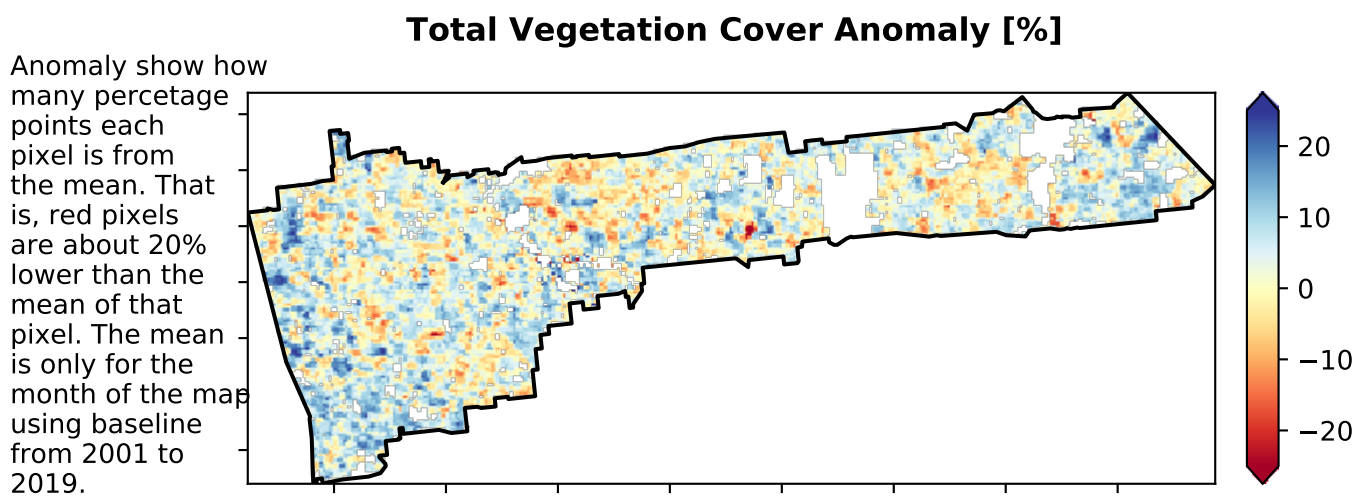 Total Vegetation Cover Anomaly [%]
Anomaly show how
many percetage
points each
pixel is from
the mean. That
is, red pixels
are about 20%
lower than the
mean of that
pixel. The mean
is only for the
month of the map
using baseline
from 2001 to
2019.
20
10
0
−10
−20